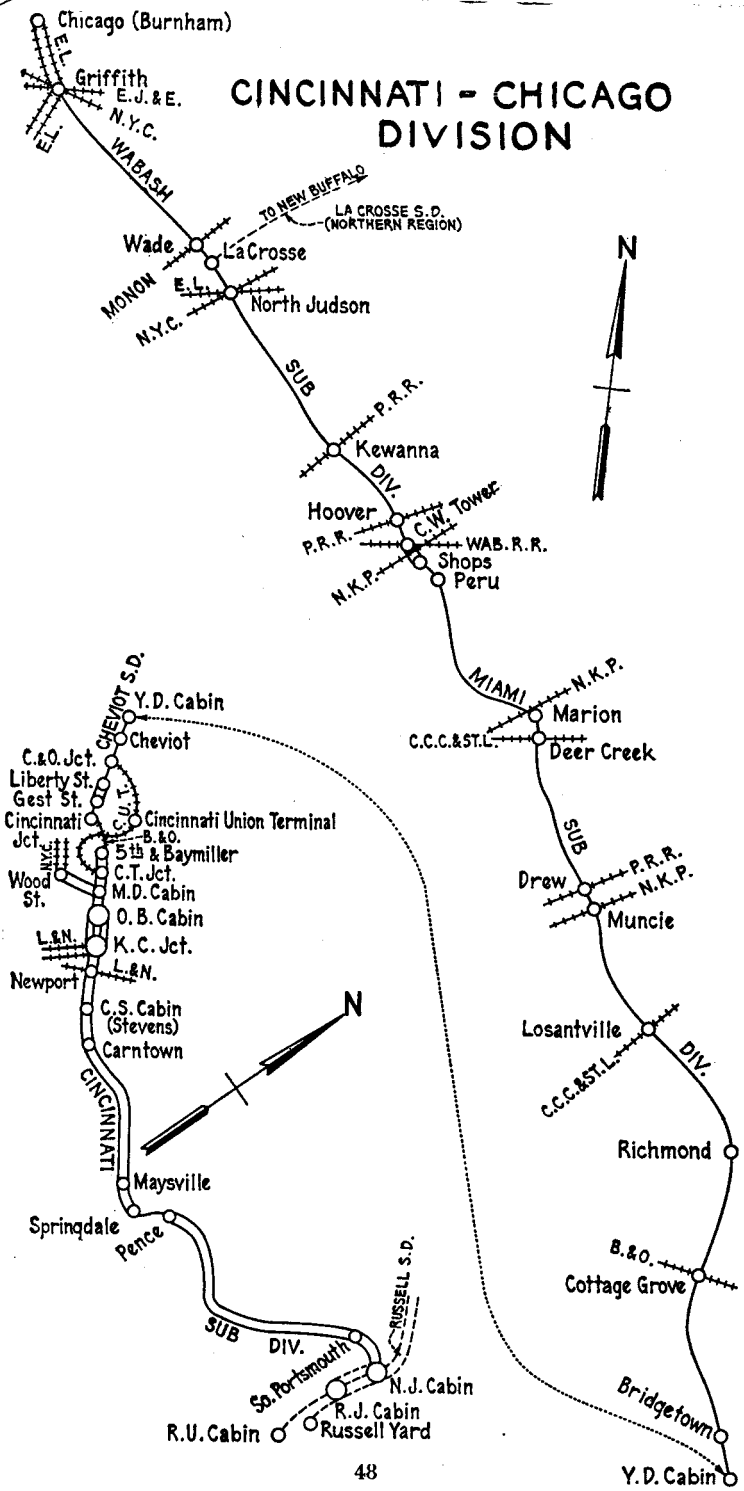 Chicago (Burnham)
E.L.
Griffith
E.J.&E.
N.Y.C.
E.L.
CINCINNATI - CHICAGO
DIVISION
WABASH
TO NEW BUFFALO
LA CROSSE S.D.
(NORTHERN REGION)
Wade
LaCrosse
MONON
E.L.
North Judson
N.Y.C.
N
SUB
P.R.R.
Kewanna
DIV.
Hoover
C.W. Tower
P.R.R.
WAB.R.R.
Shops
N.K.P.
Peru
MIAMI
N.K.P.
Marion
C.C.C.&ST.L.
Deer Creek
CHEVIOT S.D.
Y.D. Cabin
Cheviot
C.&O. Jct.
Liberty St.
Gest St.
C.U.T.
Cincinnati
Jct.
Cincinnati Union Terminal
B.&O.
5th & Baymiller
N.Y.C.
C.T. Jct.
Wood
St.
M.D. Cabin
O.B. Cabin
L.&N.
K.C. Jct.
Newport
L.&N.
C.S. Cabin
(Stevens)
Carntown
N
CINCINNATI
Maysville
Springdale
Pence
SUB
DIV.
So. Portsmouth
RUSSELL S.D.
N.J. Cabin
R.J. Cabin
R.U. Cabin
Russell Yard
SUB
Drew
P.R.R.
N.K.P.
Muncie
Losantville
DIV.
C.C.C.&ST.L.
Richmond
B.&O.
Cottage Grove
Bridgetown
Y.D. Cabin
48